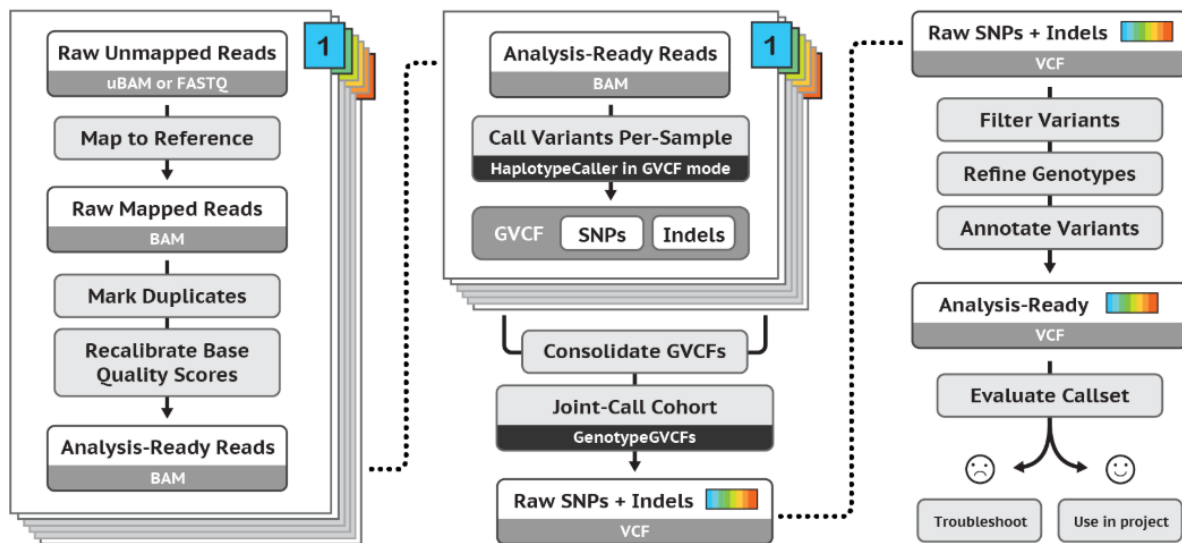 1
Raw Unmapped Reads
uBAM or FASTQ
Map to Reference
Raw Mapped Reads
BAM
Mark Duplicates
Recalibrate Base
Quality Scores
Analysis-Ready Reads
BAM
1
Analysis-Ready Reads
BAM
Call Variants Per-Sample
HaplotypeCaller in GVCF mode
GVCF SNPs Indels
Consolidate GVCFs
Joint-Call Cohort
GenotypeGVCFs
Raw SNPs + Indels
VCF
Raw SNPs + Indels
VCF
Filter Variants
Refine Genotypes
Annotate Variants
Analysis-Ready
VCF
Evaluate Callset
Troubleshoot Use in project